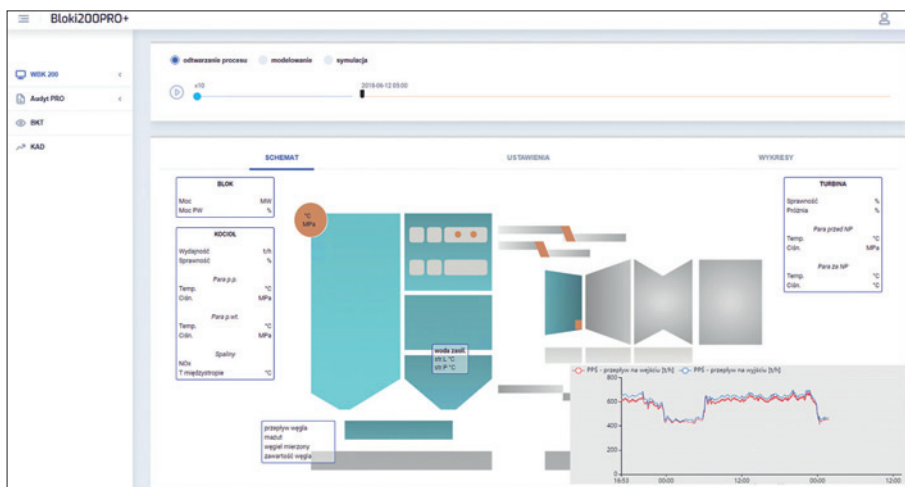 Bloki200PRO+
WBK 200
Audyt PRO
BKT
KAD
odtwarzanie procesu modelowanie symulacja
x10 2018-06-12 05:00
SCHEMAT USTAWIENIA WYKRESY
BLOK
Moc MW
Moc PW %
KOCIOŁ
Wydajność t/h
Sprawność %
Para p.p.
Temp. °C
Ciśn. MPa
Para p.wt.
Temp. °C
Ciśn. MPa
Spaliny
NOx
T międzystropie °C
°C
MPa
woda zasil.
str.L °C
str.P °C
przepływ węgla
mazut
węgiel mierzony
zawartość węgla
TURBINA
Sprawność %
Próżnia %
Para przed NP
Temp. °C
Ciśn. MPa
Para za NP
Temp. °C
Ciśn. MPa
PPŚ - przepływ na wejściu [t/h] PPŚ - przepływ na wyjściu [t/h]
800
600
400
200
0
16:53 00:00 12:00 00:00 12:00